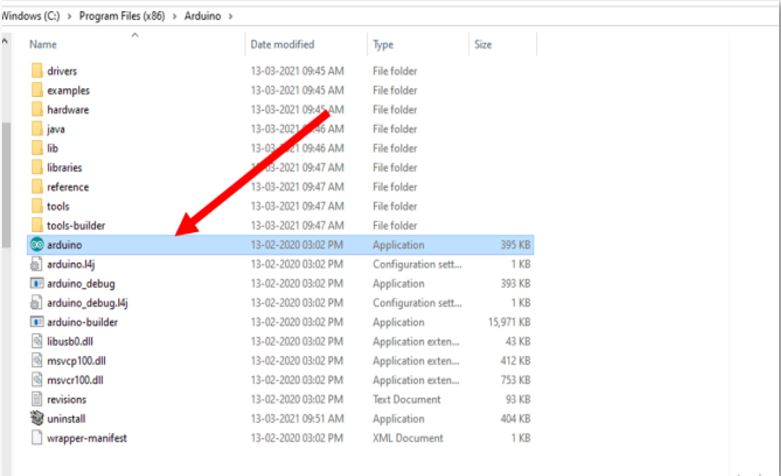 Windows (C:) > Program Files (x86) > Arduino >
Name Date modified Type Size
drivers 13-03-2021 09:45 AM File folder
examples 13-03-2021 09:45 AM File folder
hardware 13-03-2021 09:45 AM File folder
java 13-03-2021 09:46 AM File folder
lib 13-03-2021 09:46 AM File folder
libraries 13-03-2021 09:47 AM File folder
reference 13-03-2021 09:47 AM File folder
tools 13-03-2021 09:47 AM File folder
tools-builder 13-03-2021 09:47 AM File folder
arduino 13-02-2020 03:02 PM Application 395 KB
arduino.l4j 13-02-2020 03:02 PM Configuration sett... 1 KB
arduino_debug 13-02-2020 03:02 PM Application 393 KB
arduino_debug.l4j 13-02-2020 03:02 PM Configuration sett... 1 KB
arduino-builder 13-02-2020 03:02 PM Application 15,971 KB
libusb0.dll 13-02-2020 03:02 PM Application exten... 43 KB
msvcp100.dll 13-02-2020 03:02 PM Application exten... 412 KB
msvcr100.dll 13-02-2020 03:02 PM Application exten... 753 KB
revisions 13-02-2020 03:02 PM Text Document 93 KB
uninstall 13-03-2021 09:51 AM Application 404 KB
wrapper-manifest 13-02-2020 03:02 PM XML Document 1 KB